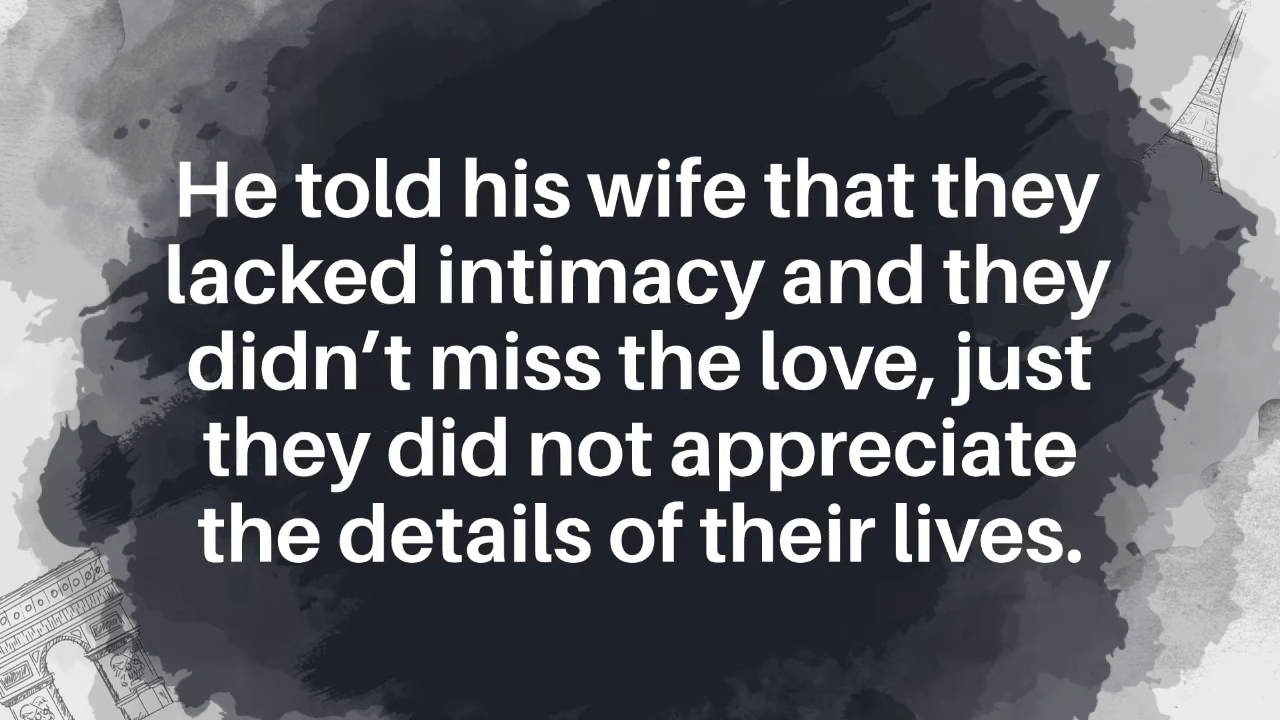 He told his wife that they
lacked intimacy and they
didn’t miss the love, just
they did not appreciate
the details of their lives.